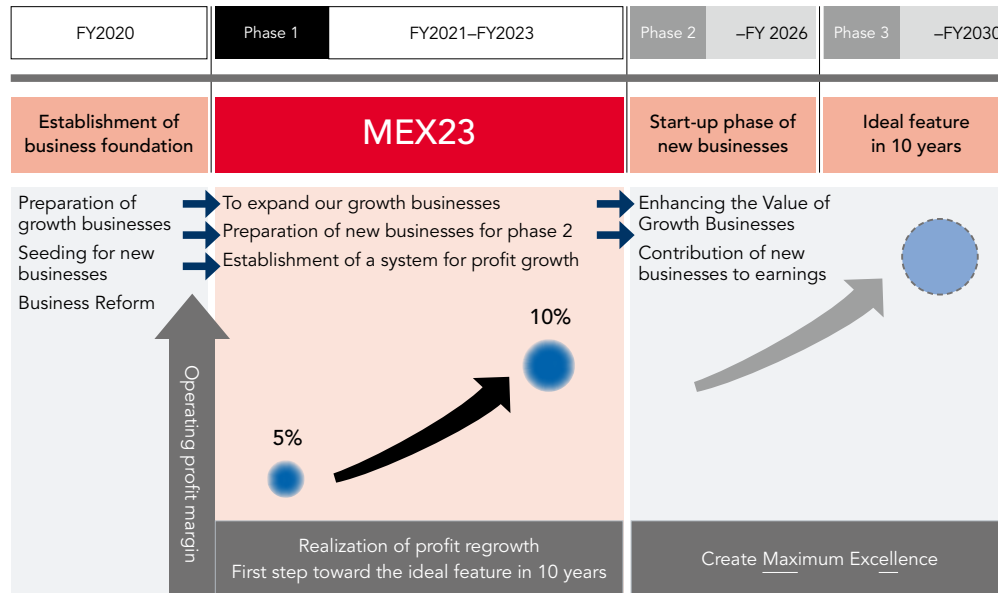 FY2020
Phase 1
FY2021–FY2023
Phase 2
–FY 2026
Phase 3
–FY2030
Establishment of
business foundation
MEX23
Start-up phase of
new businesses
Ideal feature
in 10 years
Preparation of
growth businesses
Seeding for new
businesses
Business Reform
To expand our growth businesses
Preparation of new businesses for phase 2
Establishment of a system for profit growth
Enhancing the Value of
Growth Businesses
Contribution of new
businesses to earnings
Operating profit margin
5%
10%
Realization of profit regrowth
First step toward the ideal feature in 10 years
Create Maximum Excellence